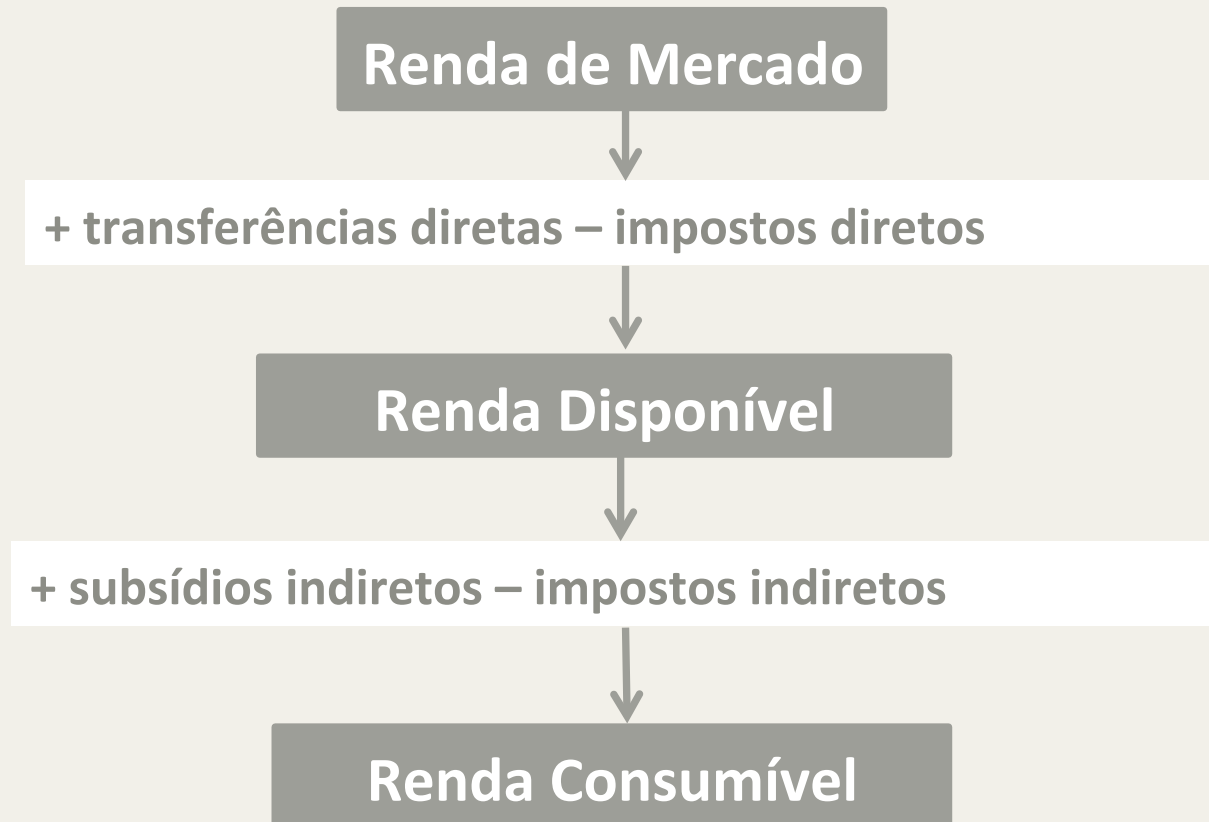 Renda de Mercado
+ transferências diretas – impostos diretos
Renda Disponível
+ subsídios indiretos – impostos indiretos
Renda Consumível